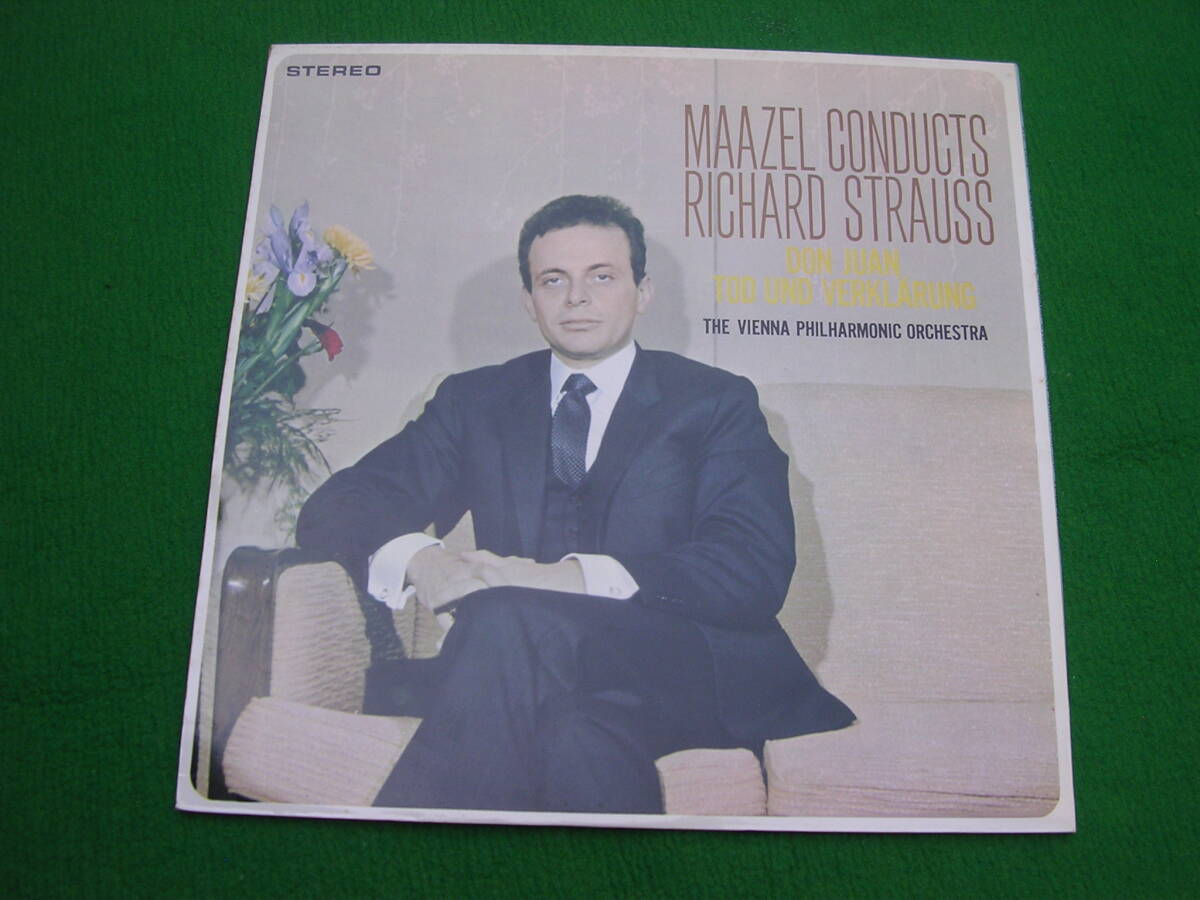 STEREO
MAAZEL CONDUCTS
RICHARD STRAUSS
DON JUAN
TOD UND VERKLÄRUNG
THE VIENNA PHILHARMONIC ORCHESTRA